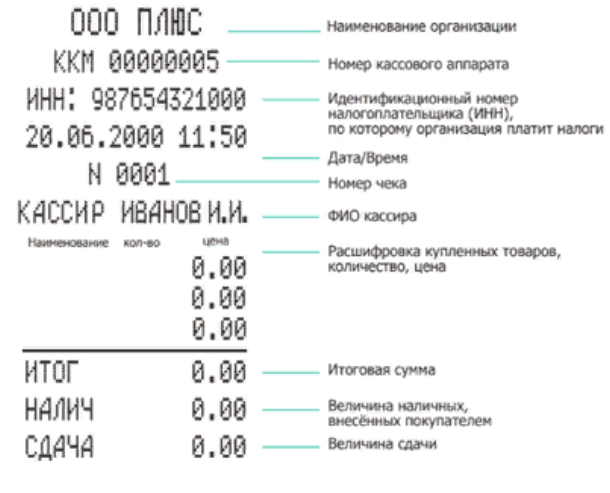 ООО ПЛЮС
Наименование организации
ККМ 00000005
Номер кассового аппарата
ИНН: 987654321000
Идентификационный номер
налогоплательщика (ИНН),
по которому организация платит налоги
20.06.2000 11:50
Дата/Время
N 0001
Номер чека
КАССИР ИВАНОВ И.И.
ФИО кассира
Наименование кол-во цена
Расшифровка купленных товаров,
количество, цена
0.00
0.00
0.00
ИТОГ 0.00
Итоговая сумма
НАЛИЧ 0.00
Величина наличных,
внесённых покупателем
СДАЧА 0.00
Величина сдачи